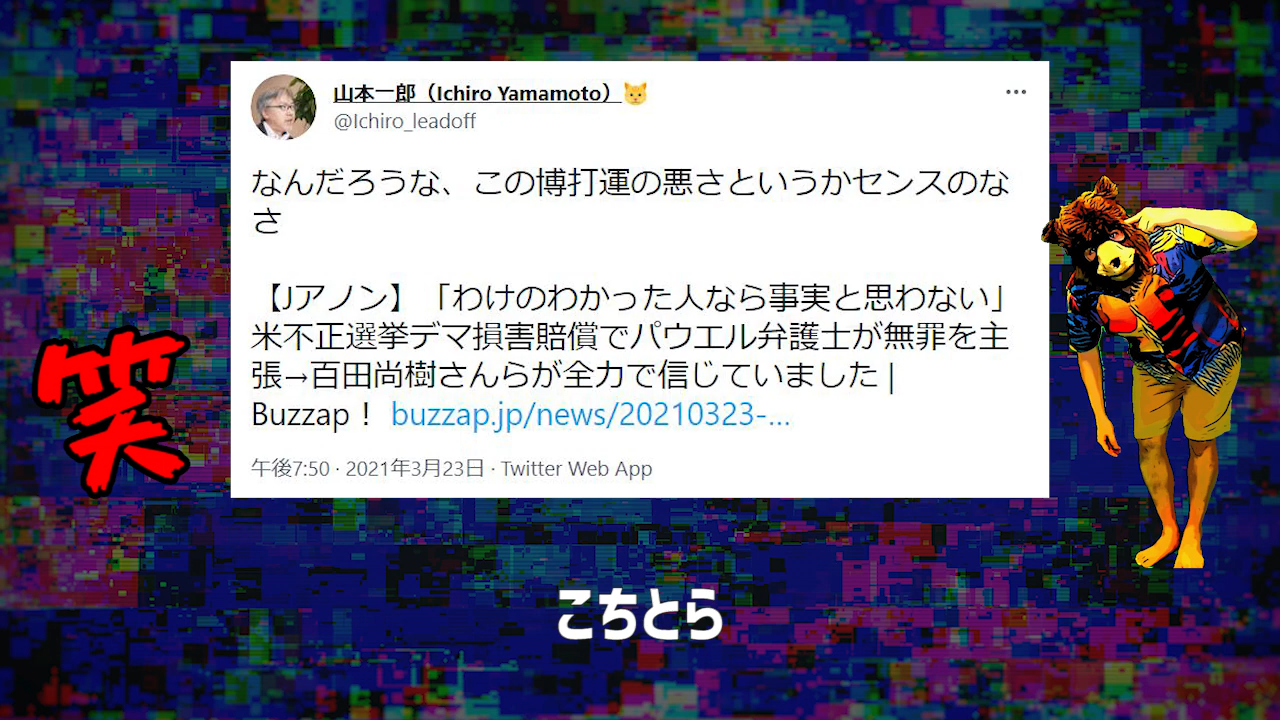 山本一郎（Ichiro Yamamoto）🐱
@Ichiro_leadoff
なんだろうな、この博打運の悪さというかセンスのな
さ
【Jアノン】「わけのわかった人なら事実と思わない」
米不正選挙デマ損害賠償でパウエル弁護士が無罪を主
張→百田尚樹さんらが全力で信じていました |
Buzzap！ buzzap.jp/news/20210323-…
午後7:50 · 2021年3月23日 · Twitter Web App
笑
こちとら